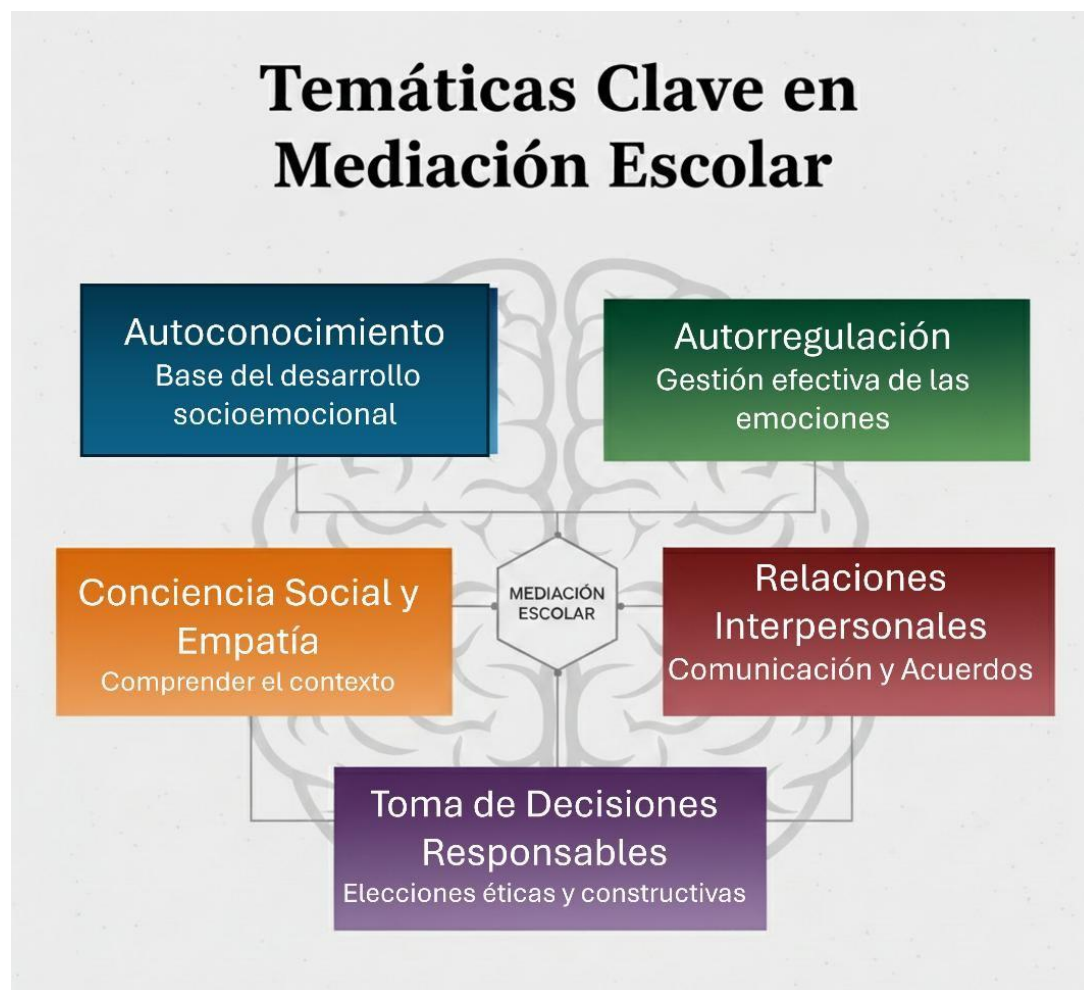 Temáticas Clave en
Mediación Escolar
Autoconocimiento
Base del desarrollo
socioemocional
Autorregulación
Gestión efectiva de las
emociones
Conciencia Social y
Empatía
Comprender el contexto
MEDIACIÓN
ESCOLAR
Relaciones
Interpersonales
Comunicación y Acuerdos
Toma de Decisiones
Responsables
Elecciones éticas y constructivas